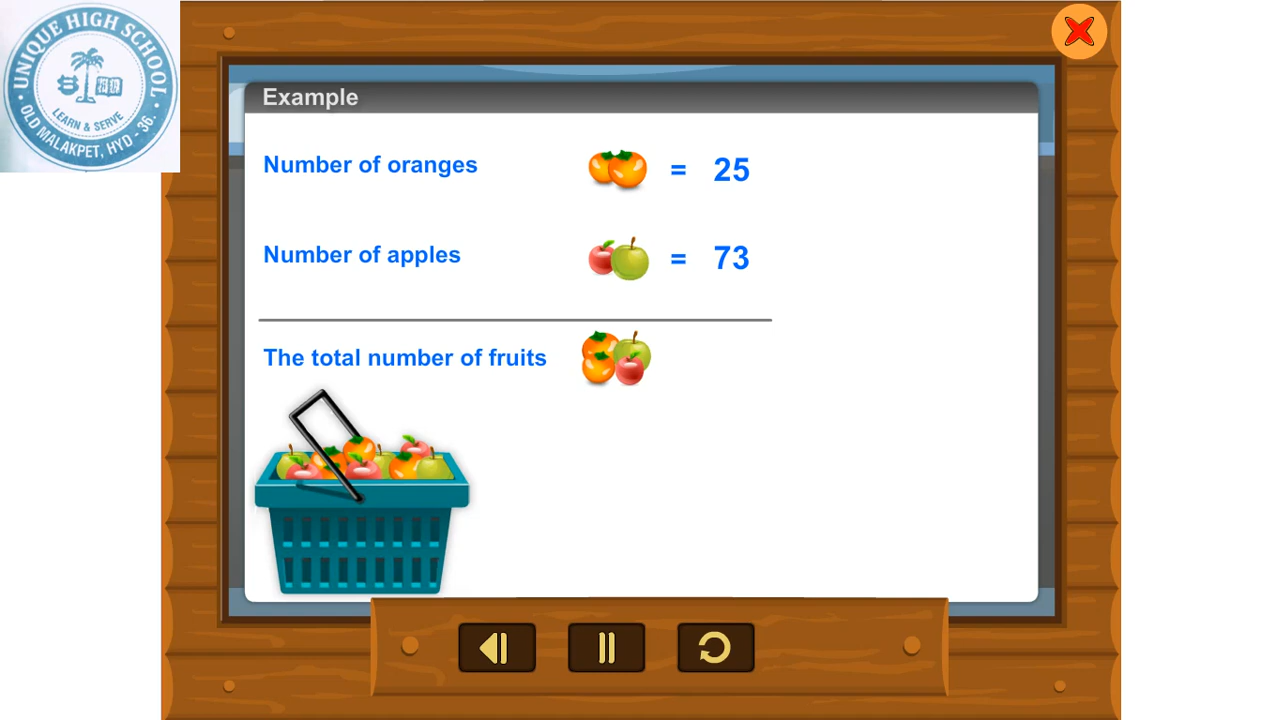 UNIQUE HIGH SCHOOL
LEARN & SERVE
OLD MALAKPET, HYD - 36.
Example
Number of oranges = 25
Number of apples = 73
The total number of fruits